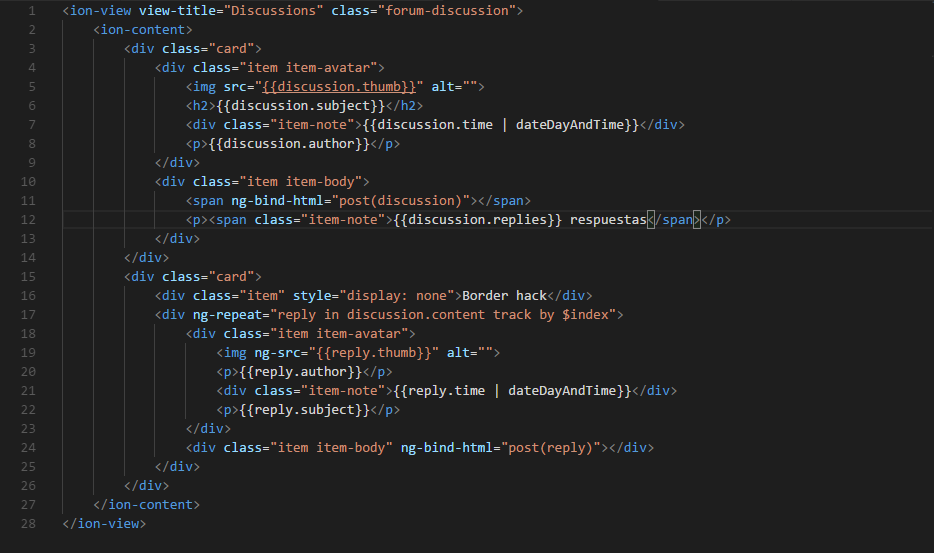 1 <ion-view view-title="Discussions" class="forum-discussion">
2 <ion-content>
3 <div class="card">
4 <div class="item item-avatar">
5 <img src="{{discussion.thumb}}" alt="">
6 <h2>{{discussion.subject}}</h2>
7 <div class="item-note">{{discussion.time | dateDayAndTime}}</div>
8 <p>{{discussion.author}}</p>
9 </div>
10 <div class="item item-body">
11 <span ng-bind-html="post(discussion)"></span>
12 <p><span class="item-note">{{discussion.replies}} respuestas</span></p>
13 </div>
14 </div>
15 <div class="card">
16 <div class="item" style="display: none">Border hack</div>
17 <div ng-repeat="reply in discussion.content track by $index">
18 <div class="item item-avatar">
19 <img ng-src="{{reply.thumb}}" alt="">
20 <p>{{reply.author}}</p>
21 <div class="item-note">{{reply.time | dateDayAndTime}}</div>
22 <p>{{reply.subject}}</p>
23 </div>
24 <div class="item item-body" ng-bind-html="post(reply)"></div>
25 </div>
26 </div>
27 </ion-content>
28 </ion-view>